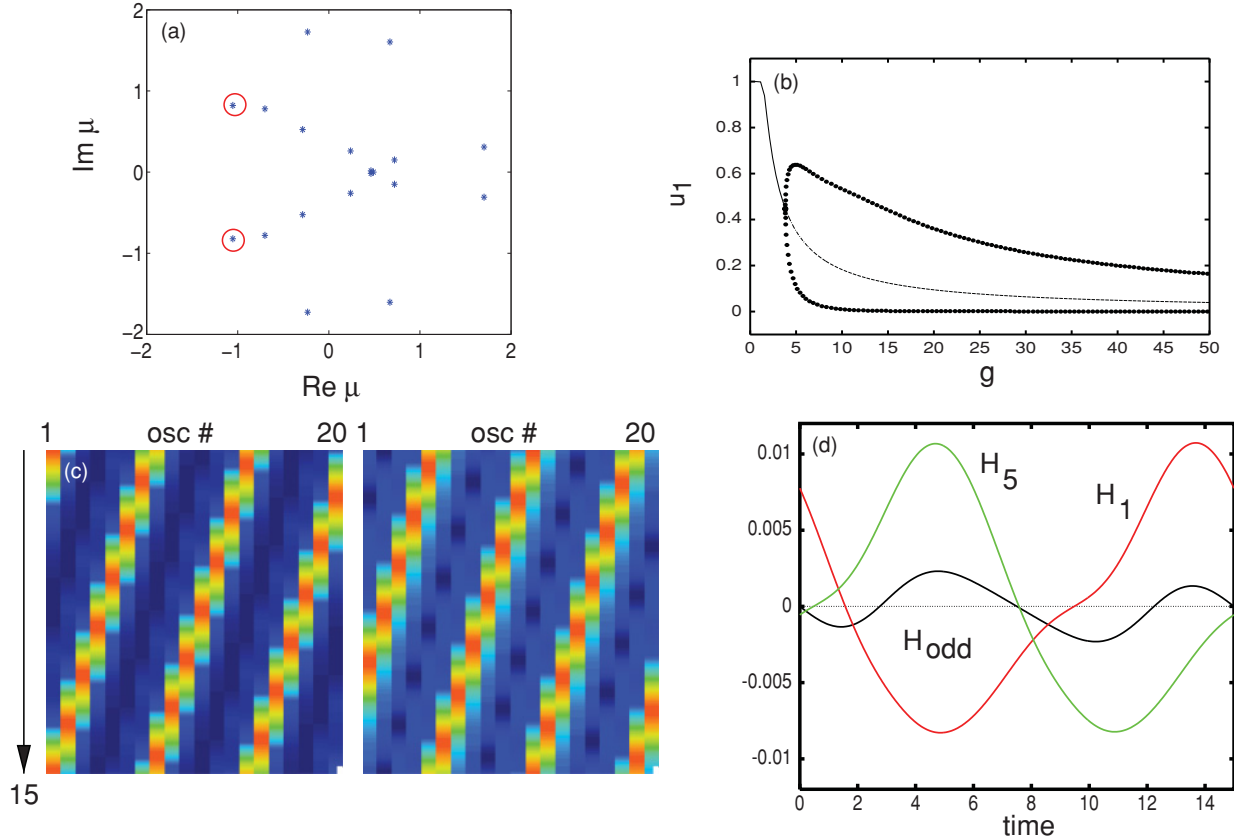 (a)
2
1
0
−1
−2
Im μ
−2 −1 0 1 2
Re μ
(b)
1
0.8
0.6
0.4
0.2
0
u1
0 5 10 15 20 25 30 35 40 45 50
g
1 osc # 20
1 osc # 20
(c)
15
(d)
0.01
0.005
0
-0.005
-0.01
H5
H1
Hodd
0 2 4 6 8 10 12 14
time